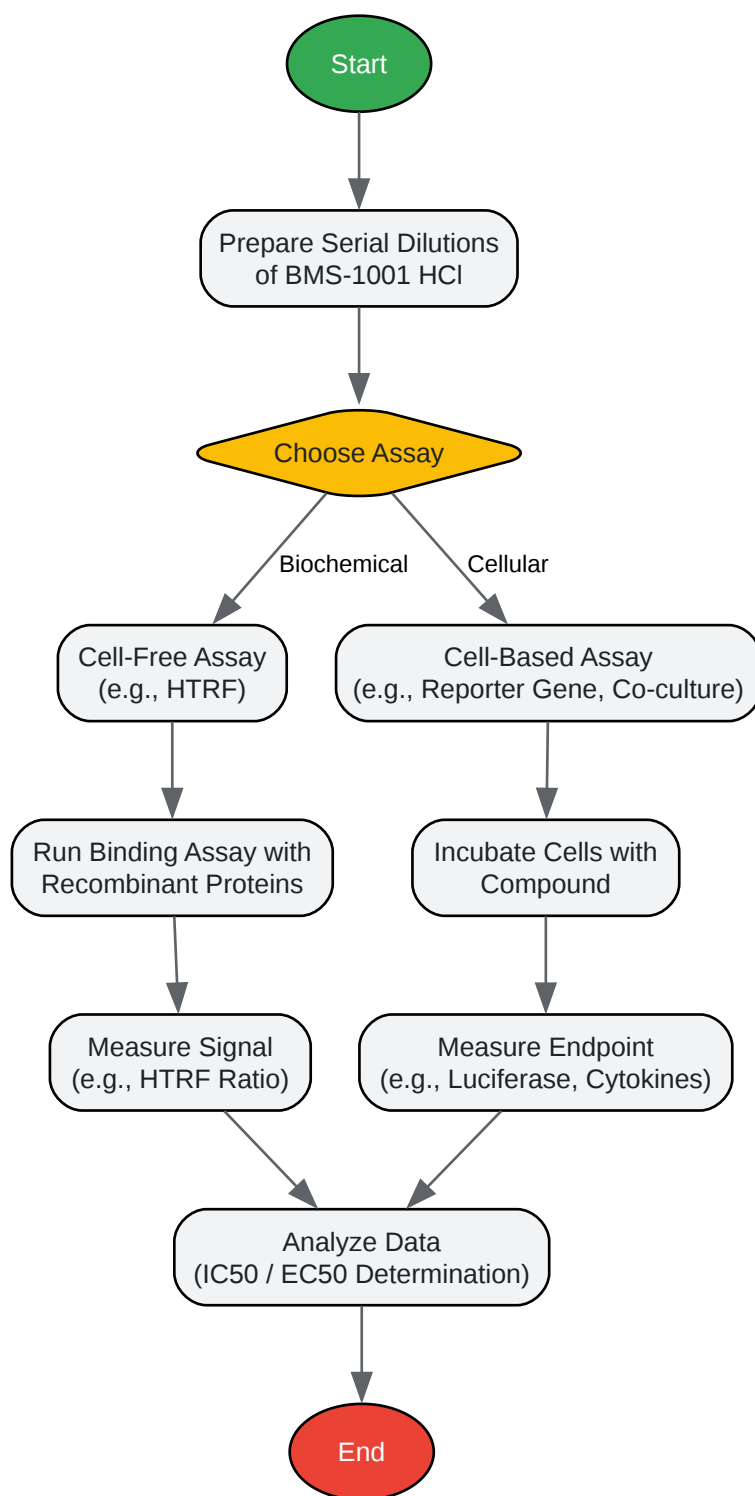 Start
Prepare Serial Dilutions
of BMS-1001 HCl
Choose Assay
Biochemical
Cellular
Cell-Free Assay
(e.g., HTRF)
Cell-Based Assay
(e.g., Reporter Gene, Co-culture)
Run Binding Assay with
Recombinant Proteins
Incubate Cells with
Compound
Measure Signal
(e.g., HTRF Ratio)
Measure Endpoint
(e.g., Luciferase, Cytokines)
Analyze Data
(IC50 / EC50 Determination)
End